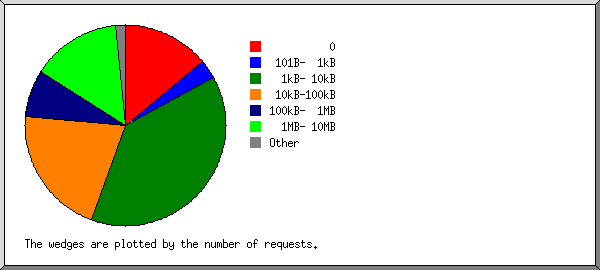 0
101B-  1kB
1kB- 10kB
10kB-100kB
100kB-  1MB
1MB- 10MB
Other
The wedges are plotted by the number of requests.